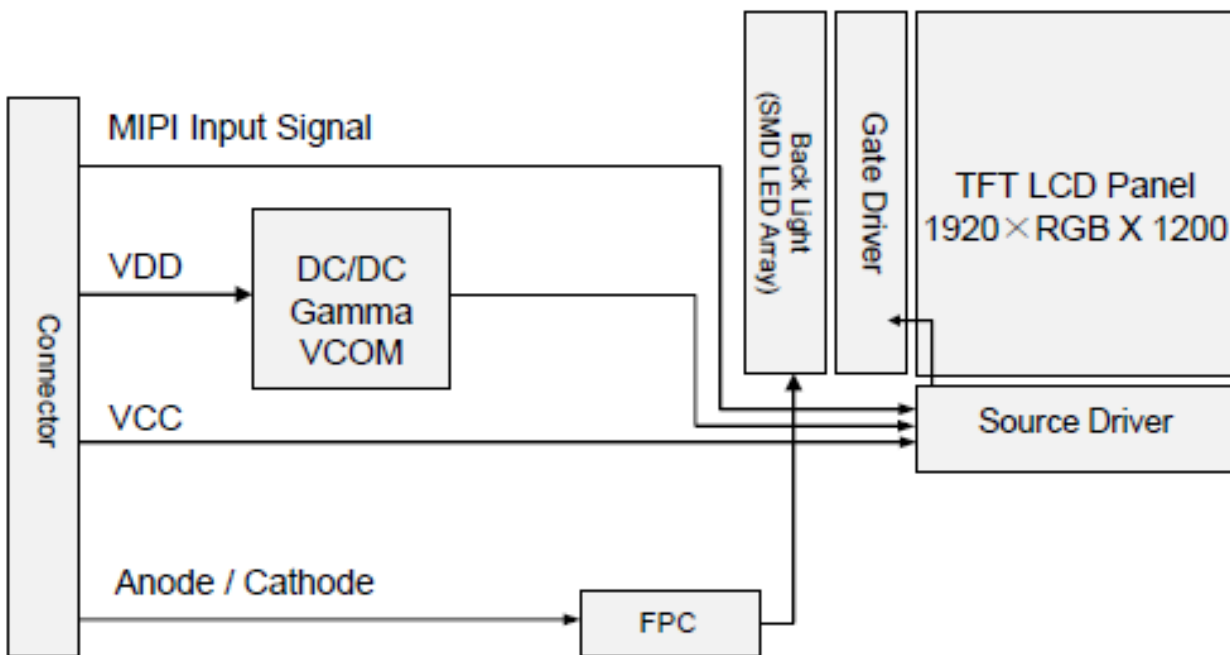 MIPI Input Signal
VDD
DC/DC
Gamma
VCOM
VCC
Anode / Cathode
FPC
Connector
Back Light
(SMD LED Array)
Gate Driver
TFT LCD Panel
1920×RGB X 1200
Source Driver